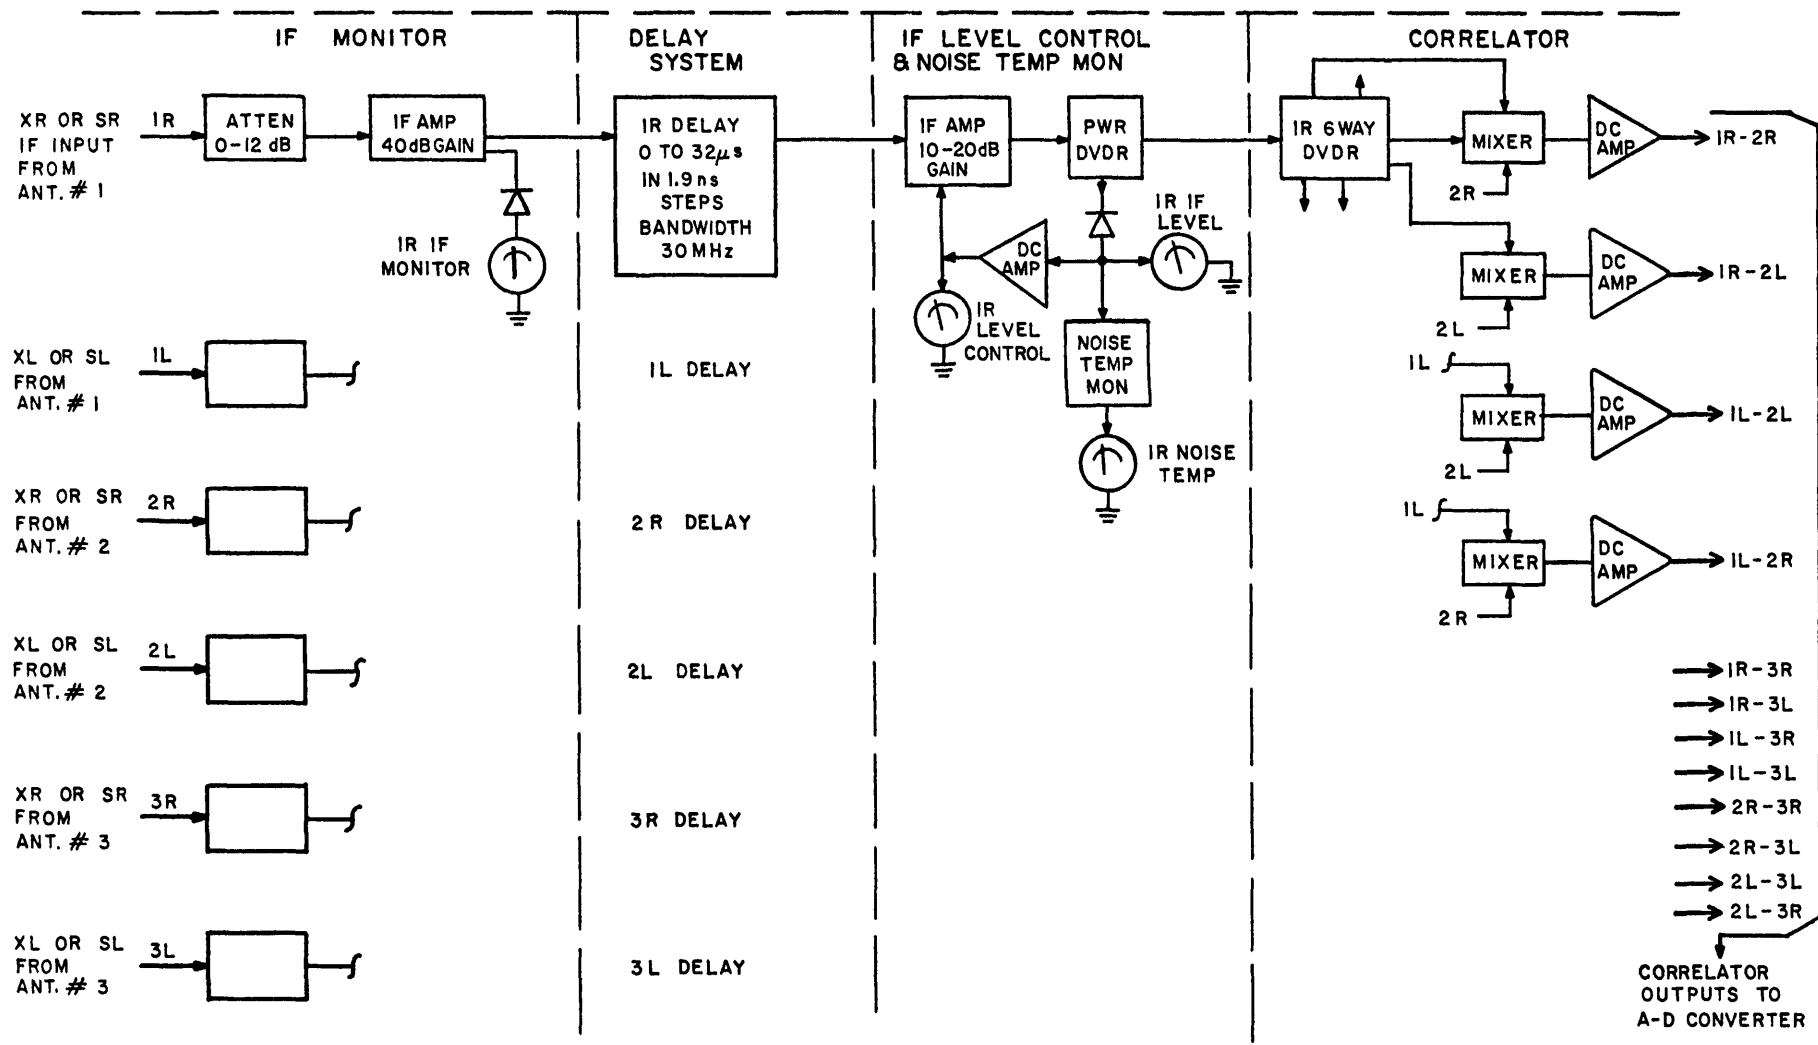 IF MONITOR
DELAY
SYSTEM
IF LEVEL CONTROL
& NOISE TEMP MON
CORRELATOR
XR OR SR
IF INPUT
FROM
ANT. # 1
1R
ATTEN
0-12 dB
IF AMP
40dB GAIN
1R IF
MONITOR
1R DELAY
0 TO 32μs
IN 1.9 ns
STEPS
BANDWIDTH
30 MHz
IF AMP
10-20dB
GAIN
PWR
DVDR
1R IF
LEVEL
DC
AMP
1R
LEVEL
CONTROL
NOISE
TEMP
MON
1R NOISE
TEMP
1R 6WAY
DVDR
MIXER
2R
DC
AMP
1R-2R
MIXER
2L
DC
AMP
1R-2L
1L
MIXER
2L
DC
AMP
1L-2L
1L
MIXER
2R
DC
AMP
1L-2R
XL OR SL
FROM
ANT. # 1
1L
1L DELAY
XR OR SR
FROM
ANT. # 2
2R
2R DELAY
XL OR SL
FROM
ANT. # 2
2L
2L DELAY
XR OR SR
FROM
ANT. # 3
3R
3R DELAY
XL OR SL
FROM
ANT. # 3
3L
3L DELAY
1R-3R
1R-3L
1L-3R
1L-3L
2R-3R
2R-3L
2L-3L
2L-3R
CORRELATOR
OUTPUTS TO
A-D CONVERTER